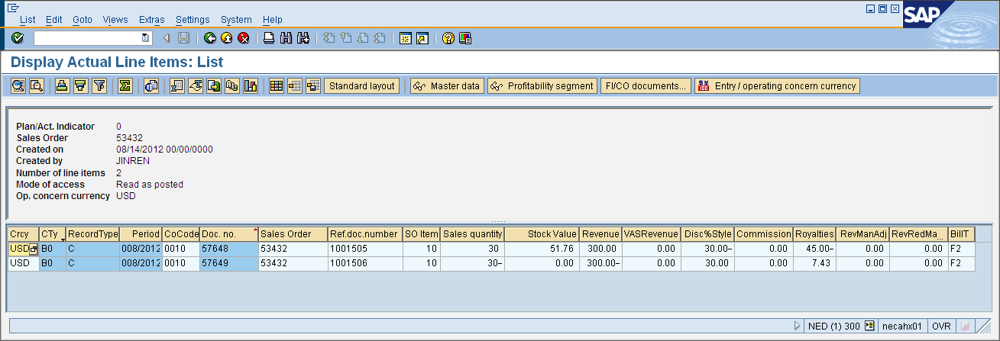 List Edit Goto Views Extras Settings System Help
SAP
Display Actual Line Items: List
Standard layout Master data Profitability segment FI/CO documents... Entry / operating concern currency
Plan/Act. Indicator 0
Sales Order 53432
Created on 08/14/2012 00/00/0000
Created by JINREN
Number of line items 2
Mode of access Read as posted
Op. concern currency USD
Crcy CTy RecordType Period CoCode Doc. no. Sales Order Ref.doc.number SO Item Sales quantity Stock Value Revenue VASRevenue Disc%Style Commission Royalties RevManAdj RevRedMa... BillT
USD B0 C 008/2012 0010 57648 53432 1001505 10 30 51.76 300.00 0.00 30.00- 0.00 45.00- 0.00 0.00 F2
USD B0 C 008/2012 0010 57649 53432 1001506 10 30- 0.00 300.00- 0.00 30.00 0.00 7.43 0.00 0.00 F2
NED (1) 300 necahx01 OVR